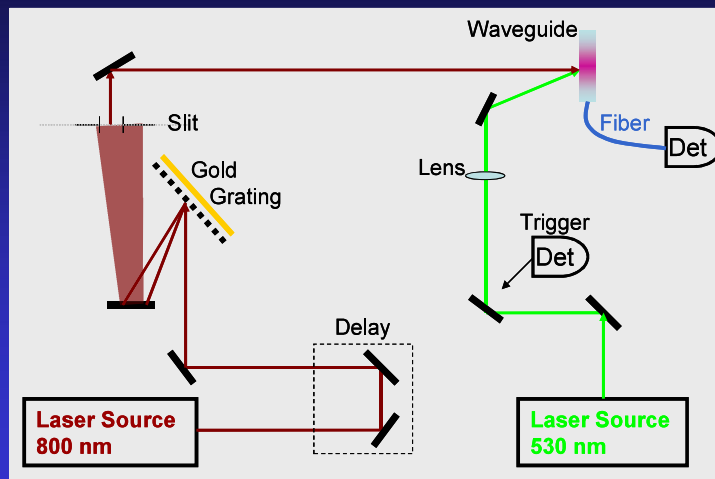 Waveguide
Slit
Fiber
Det
Gold
Grating
Lens
Trigger
Det
Delay
Laser Source
800 nm
Laser Source
530 nm